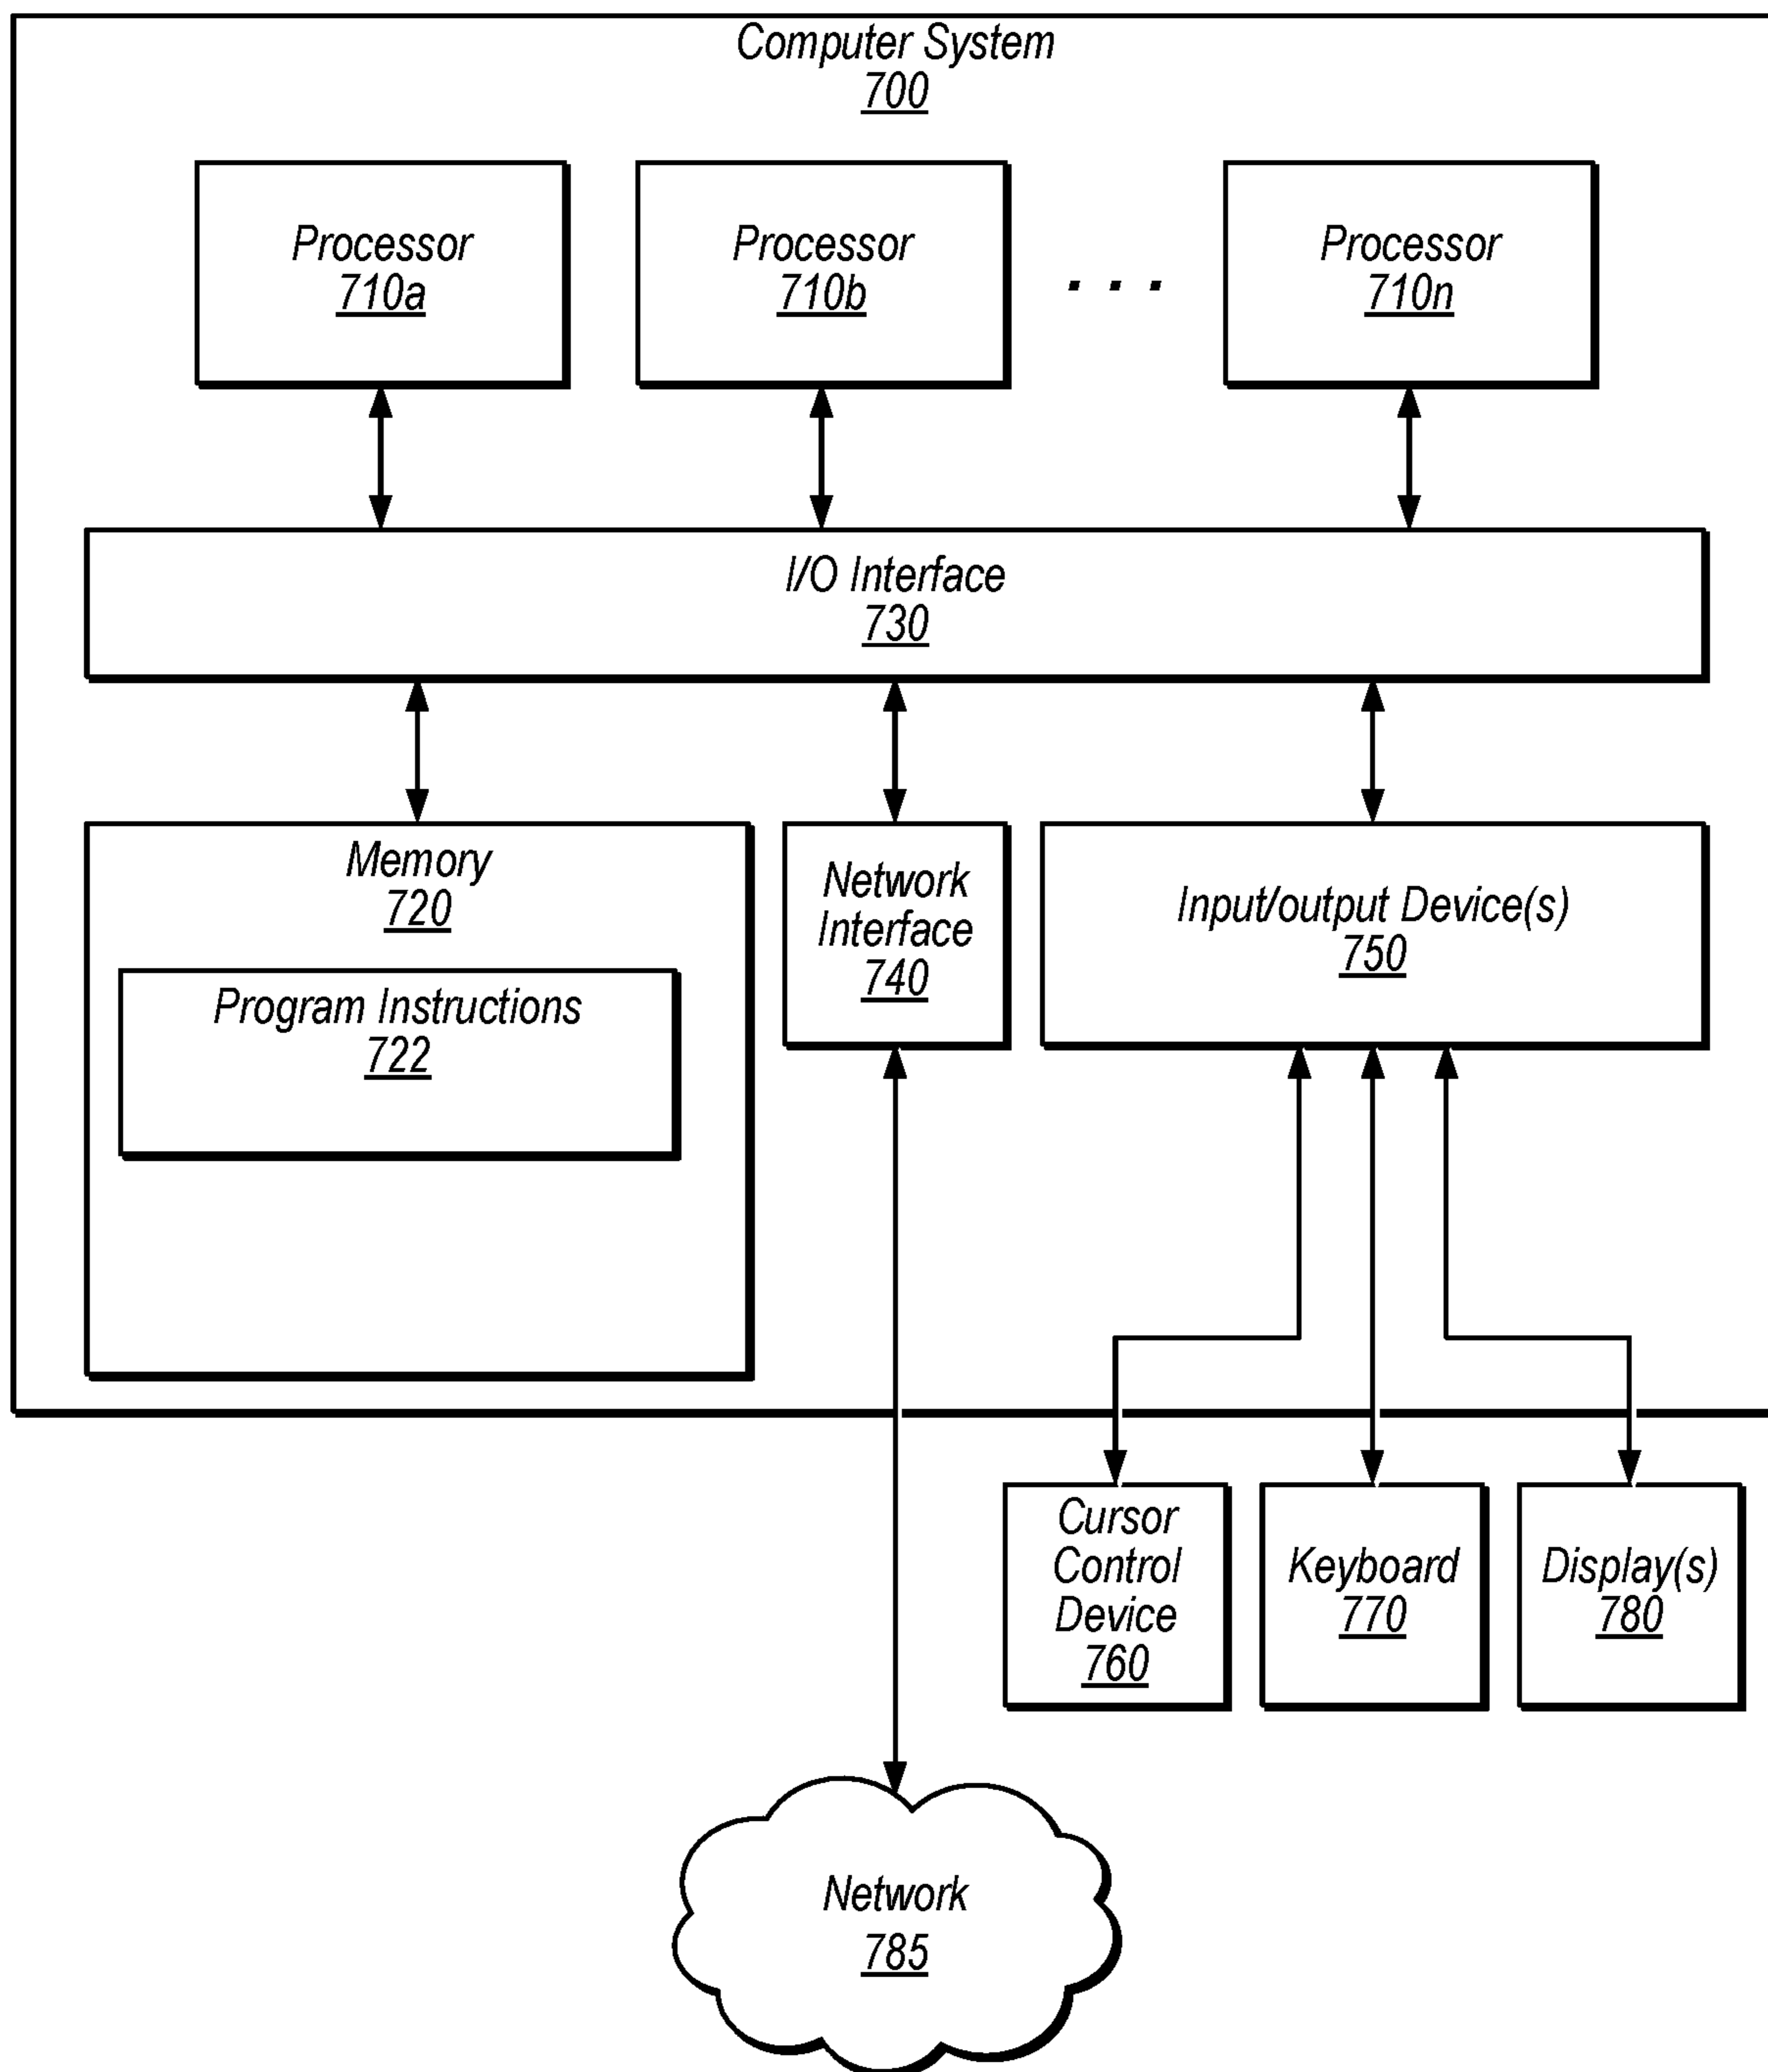 Computer System
700
Processor
710a
Processor
710b
. . .
Processor
710n
I/O Interface
730
Memory
720
Program Instructions
722
Network
Interface
740
Input/output Device(s)
750
Cursor
Control
Device
760
Keyboard
770
Display(s)
780
Network
785